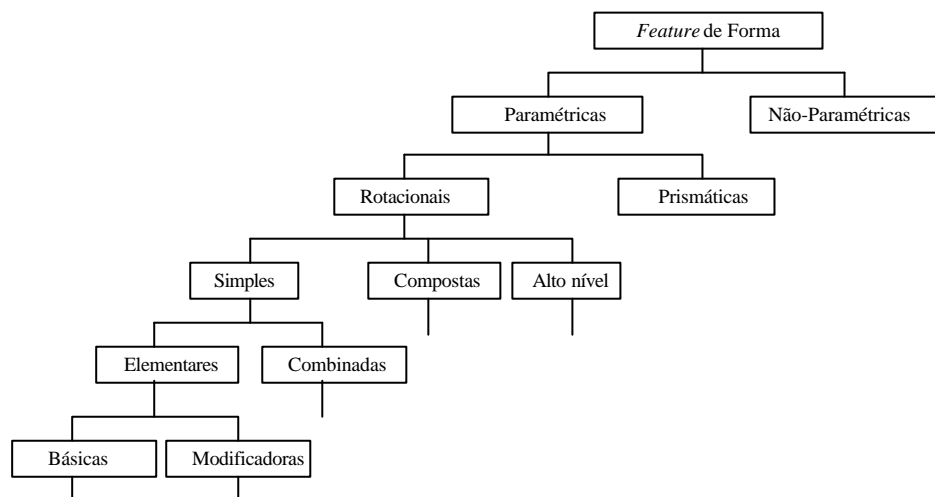 Feature de Forma
Paramétricas
Não-Paramétricas
Rotacionais
Prismáticas
Simples
Compostas
Alto nível
Elementares
Combinadas
Básicas
Modificadoras